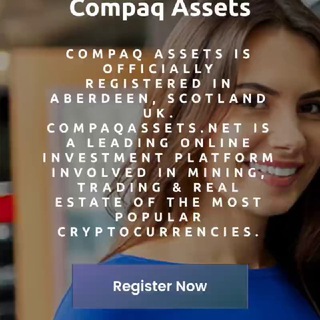 Compaq Assets
COMPAQ ASSETS IS
OFFICIALLY
REGISTERED IN
ABERDEEN, SCOTLAND
UK.
COMPAQASSETS.NET IS
A LEADING ONLINE
INVESTMENT PLATFORM
INVOLVED IN MINING,
TRADING & REAL
ESTATE OF THE MOST
POPULAR
CRYPTOCURRENCIES.
Register Now